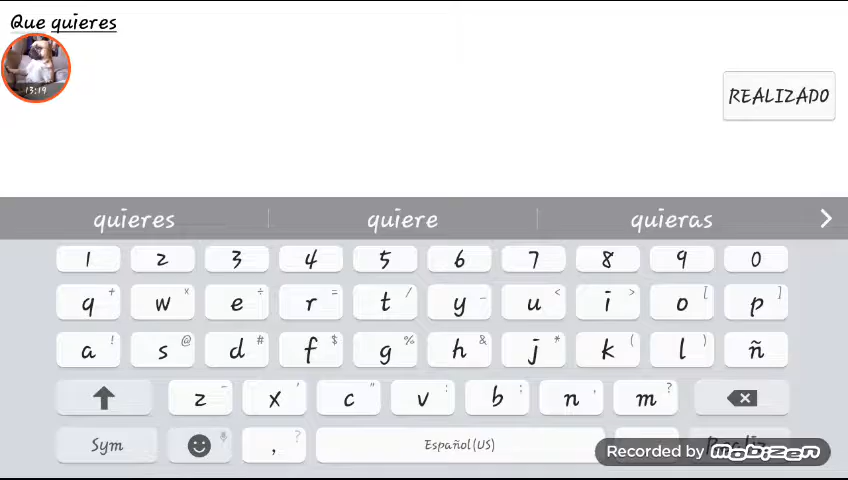 Que quieres
13:19
REALIZADO
quieres quiere quieras
1 2 3 4 5 6 7 8 9 0
q + w × e ÷ r = t / y _ u < i > o [ p ]
a ! s @ d # f $ g % h & j * k ( l ) ñ
z - x ' c " v : b ; n , m ?
Sym , ? Español(US)
Recorded by mobizen